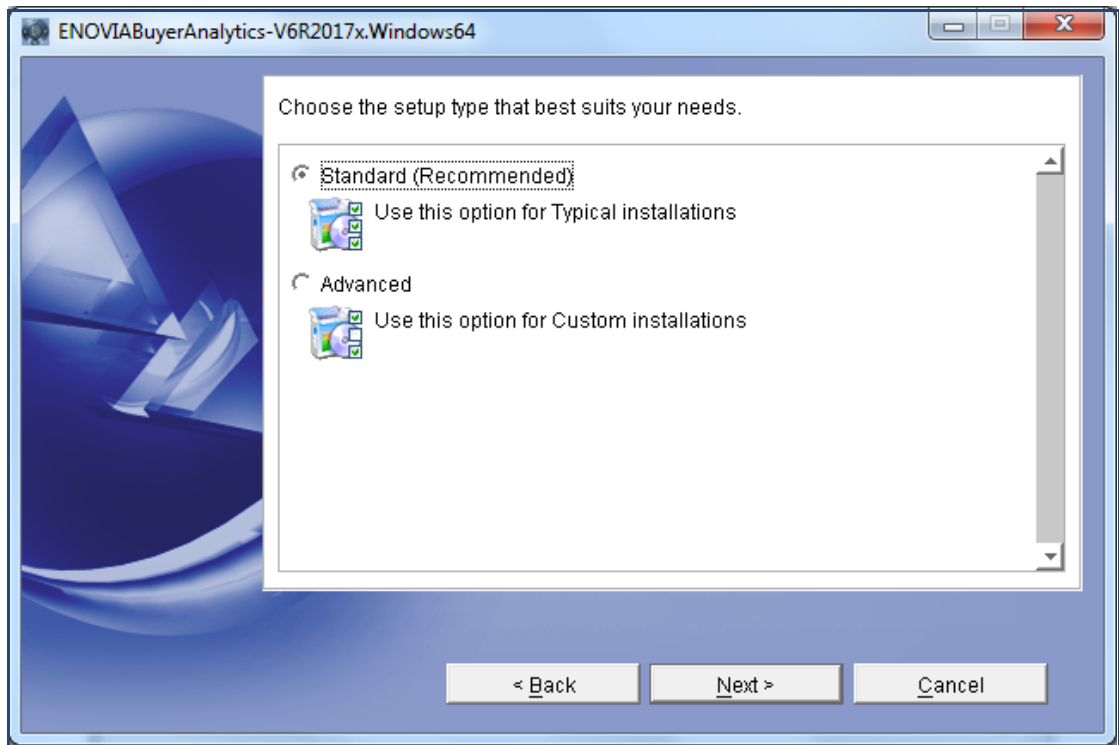 ENOVIABuyerAnalytics-V6R2017x.Windows64
Choose the setup type that best suits your needs.
Standard (Recommended)
Use this option for Typical installations
Advanced
Use this option for Custom installations
< Back Next > Cancel